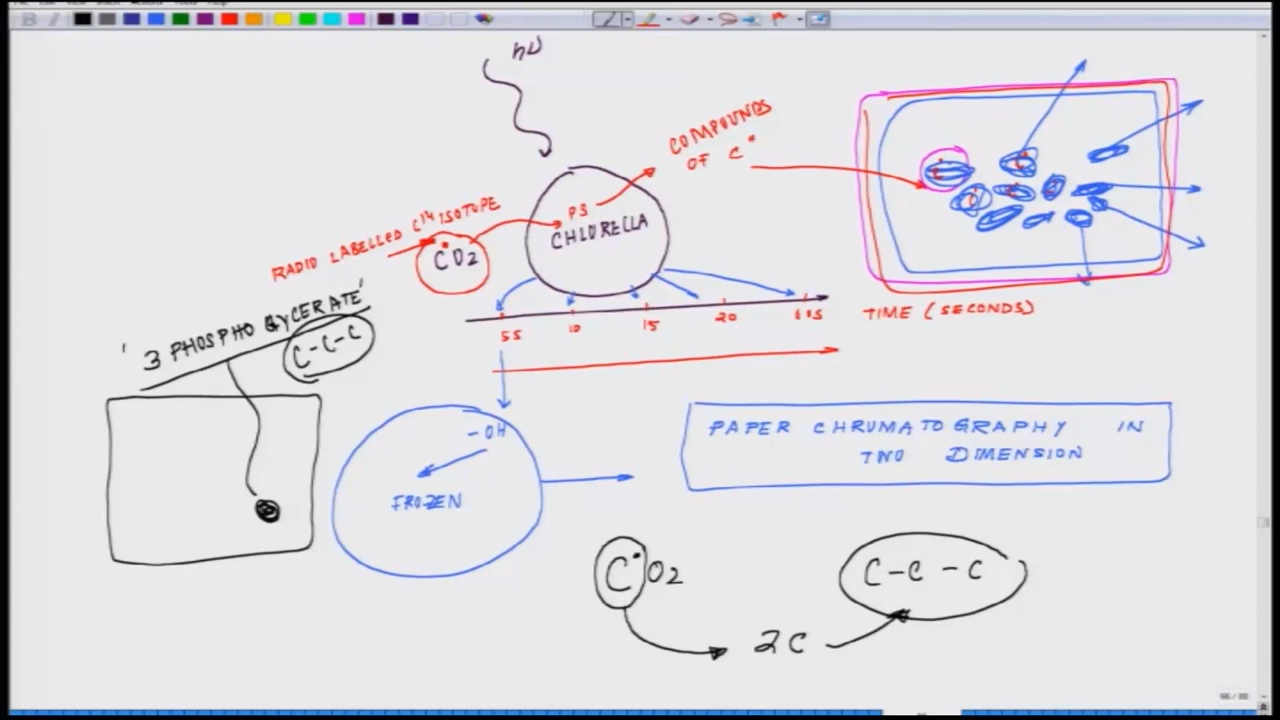 hν
COMPOUNDS
OF C*
RADIO LABELLED C14 ISOTOPE
PS
CHLORELLA
CO2
5S 10 15 20 60S
TIME (SECONDS)
' 3 PHOSPHO GLYCERATE'
C-C-C
-OH
FROZEN
PAPER CHRUMATOGRAPHY IN
TWO DIMENSION
CO2
C-C-C
2C